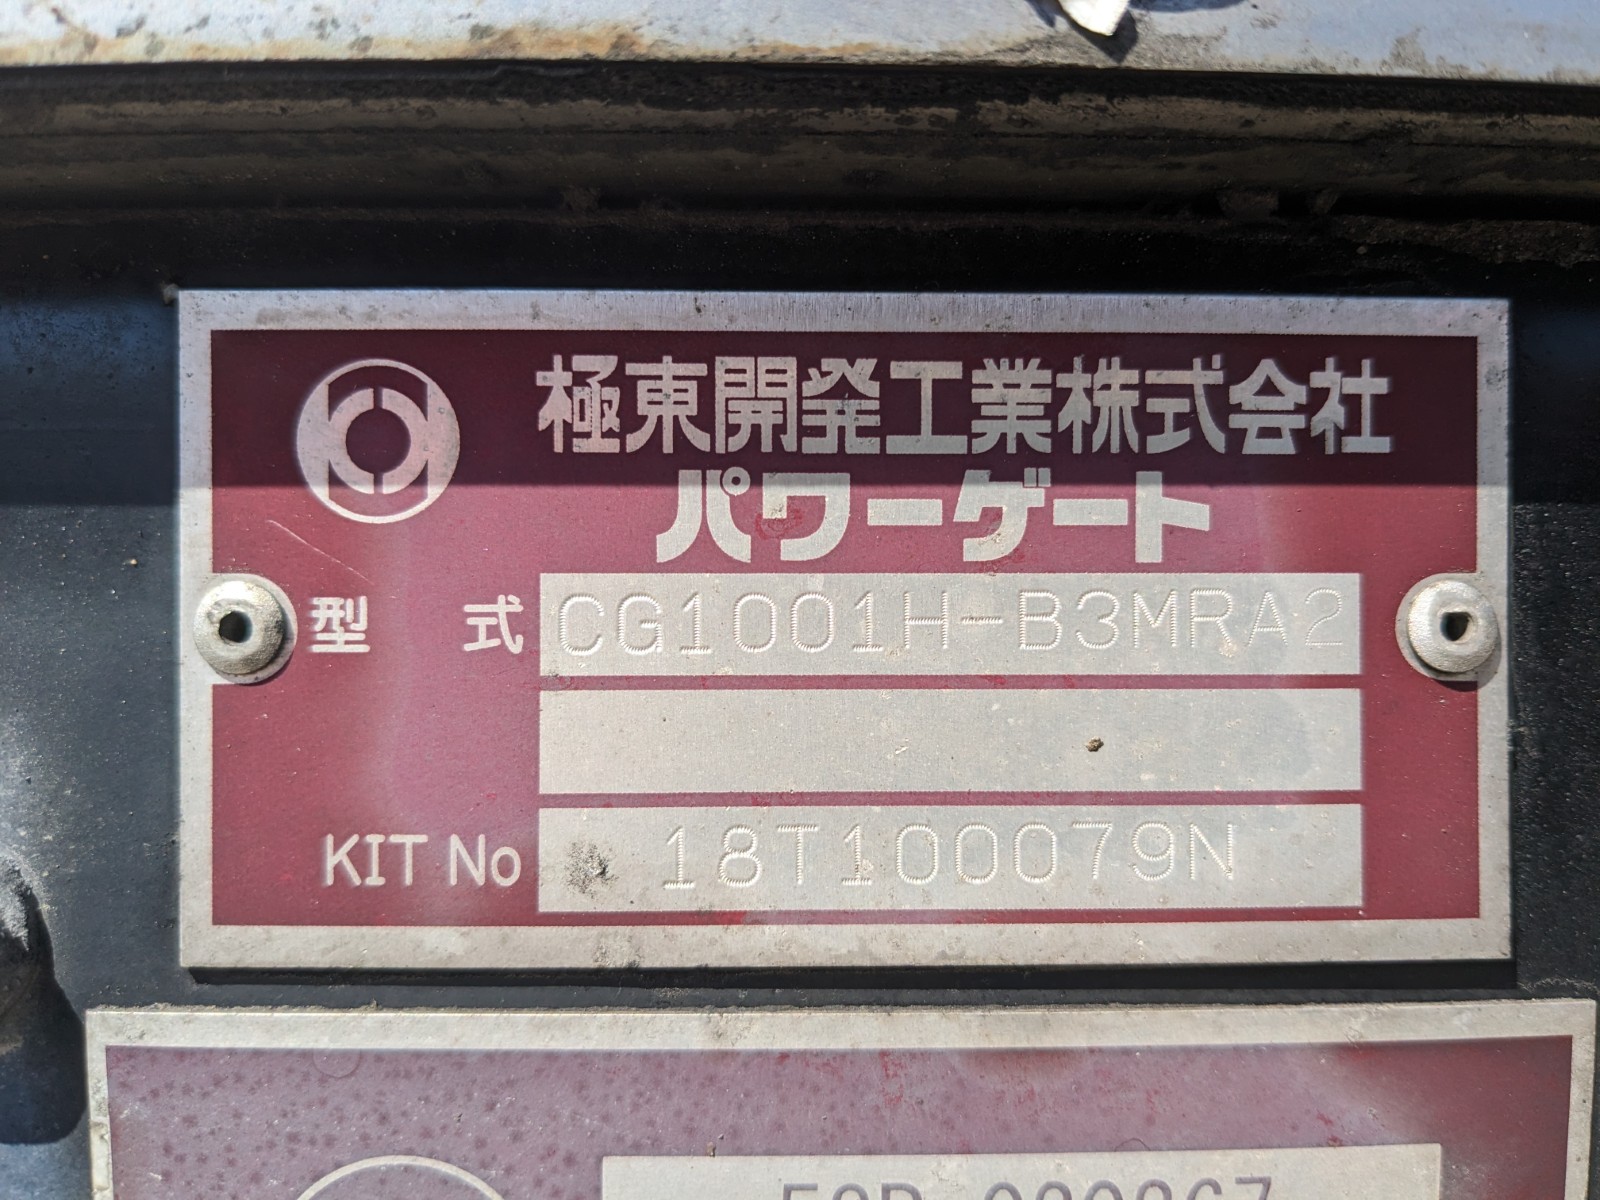 極東開発工業株式会社
パワーゲート
型 式 CG1001H-B3MRA2
KIT No 18T100079N